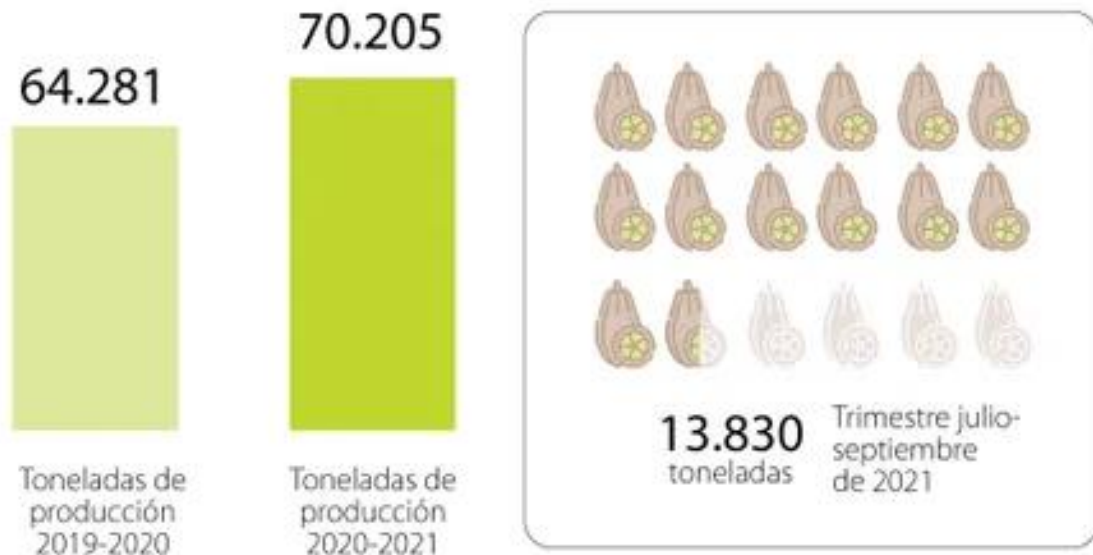 64.281
Toneladas de
producción
2019-2020
70.205
Toneladas de
producción
2020-2021
13.830
toneladas
Trimestre julio-
septiembre
de 2021